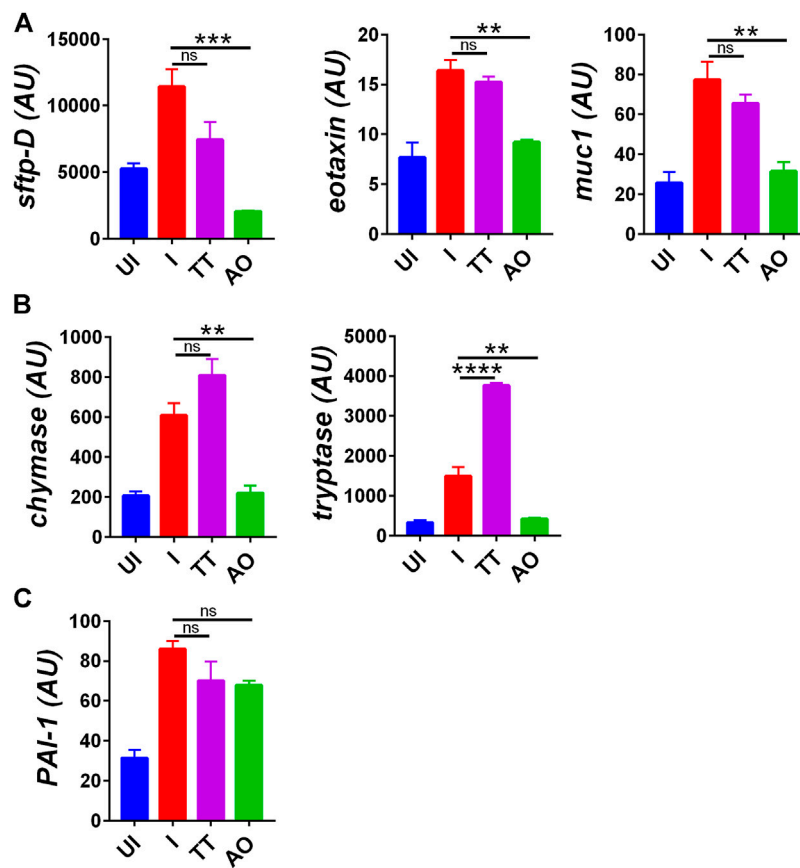 A
sftp-D (AU)
15000
10000
5000
0
***
ns
UI
I
TT
AO
eotaxin (AU)
20
15
10
5
0
**
ns
UI
I
TT
AO
muc1 (AU)
100
80
60
40
20
0
**
ns
UI
I
TT
AO
B
chymase (AU)
1000
800
600
400
200
0
**
ns
UI
I
TT
AO
tryptase (AU)
5000
4000
3000
2000
1000
0
**
****
UI
I
TT
AO
C
PAI-1 (AU)
100
80
60
40
20
0
ns
ns
UI
I
TT
AO